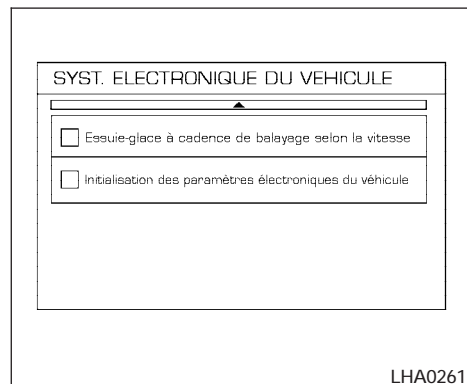 SYST. ELECTRONIQUE DU VEHICULE
Essuie-glace à cadence de balayage selon la vitesse
Initialisation des paramètres électroniques du véhicule
LHA0261